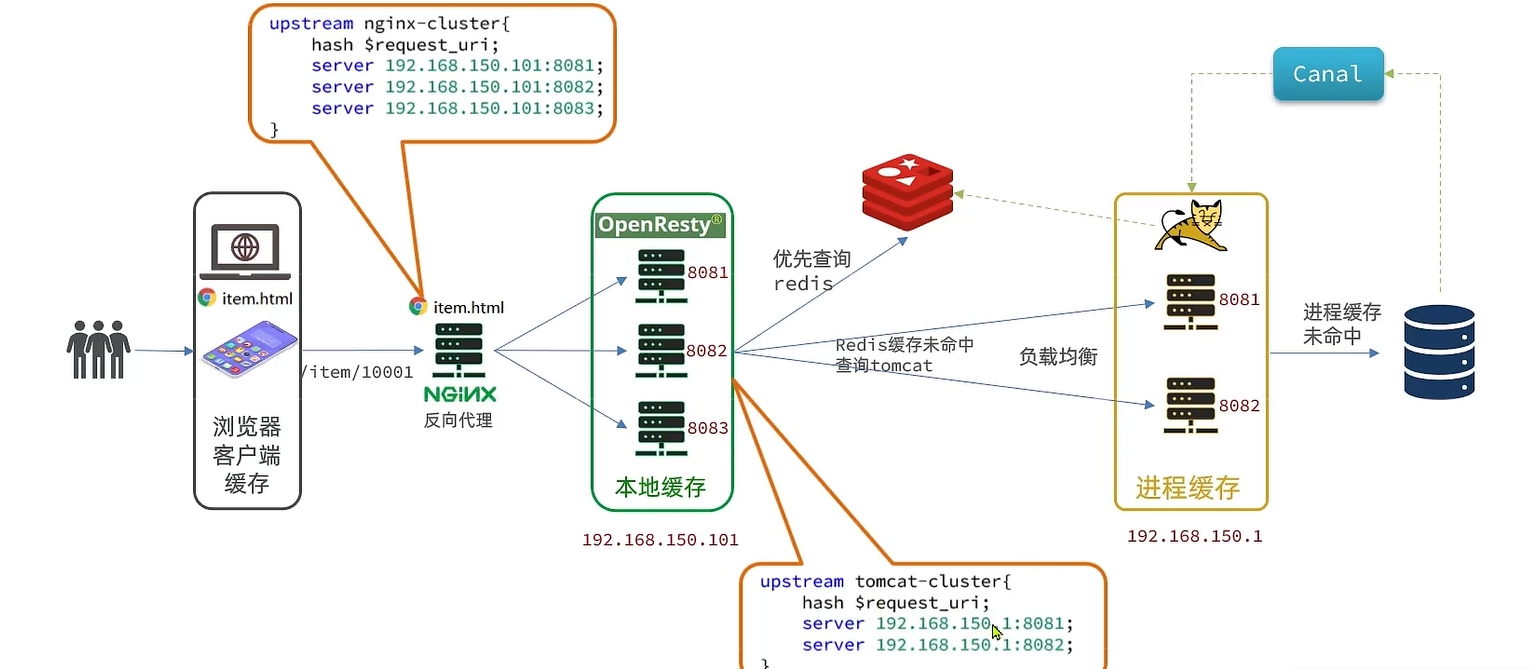 upstream nginx-cluster{
hash $request_uri;
server 192.168.150.101:8081;
server 192.168.150.101:8082;
server 192.168.150.101:8083;
}
Canal
item.html
浏览器
客户端
缓存
/item/10001
item.html
NGINX
反向代理
OpenResty®
8081
8082
8083
本地缓存
192.168.150.101
优先查询
redis
Redis缓存未命中
查询tomcat
负载均衡
8081
8082
进程缓存
192.168.150.1
进程缓存
未命中
upstream tomcat-cluster{
hash $request_uri;
server 192.168.150.1:8081;
server 192.168.150.1:8082;
}